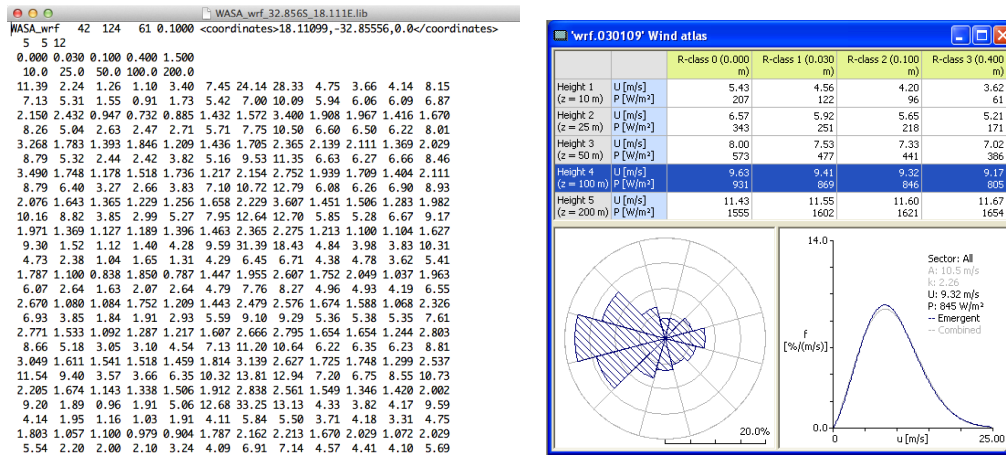 WASA_wrf_32.856S_18.111E.lib
WASA_wrf 42 124 61 0.1000 <coordinates>18.11099,-32.85556,0.0</coordinates>
5 5 12
0.000 0.030 0.100 0.400 1.500
10.0 25.0 50.0 100.0 200.0
11.39 2.24 1.26 1.10 3.40 7.45 24.14 28.33 4.75 3.66 4.14 8.15
7.13 5.31 1.55 0.91 1.73 5.42 7.00 10.09 5.94 6.06 6.09 6.87
2.150 2.432 0.947 0.732 0.885 1.432 1.572 3.400 1.908 1.967 1.416 1.670
8.26 5.04 2.63 2.47 2.71 5.71 7.75 10.50 6.60 6.50 6.22 8.01
3.268 1.783 1.393 1.846 1.209 1.436 1.705 2.365 2.139 2.111 1.369 2.029
8.79 5.32 2.44 2.42 3.82 5.16 9.53 11.35 6.63 6.27 6.66 8.46
3.490 1.748 1.178 1.518 1.736 1.217 2.154 2.752 1.939 1.709 1.404 2.111
8.79 6.40 3.27 2.66 3.83 7.10 10.72 12.79 6.08 6.26 6.90 8.93
2.076 1.643 1.365 1.229 1.256 1.658 2.229 3.607 1.451 1.506 1.283 1.982
10.16 8.82 3.85 2.99 5.27 7.95 12.64 12.70 5.85 5.28 6.67 9.17
1.971 1.369 1.127 1.189 1.396 1.463 2.365 2.275 1.213 1.100 1.104 1.627
9.30 1.52 1.12 1.40 4.28 9.59 31.39 18.43 4.84 3.98 3.83 10.31
4.73 2.38 1.04 1.65 1.31 4.29 6.45 6.71 4.38 4.78 3.62 5.41
1.787 1.100 0.838 1.850 0.787 1.447 1.955 2.607 1.752 2.049 1.037 1.963
6.07 2.64 1.63 2.07 2.64 4.79 7.76 8.27 4.96 4.93 4.19 6.55
2.670 1.080 1.084 1.752 1.209 1.443 2.479 2.576 1.674 1.588 1.068 2.326
6.93 3.85 1.84 1.91 2.93 5.59 9.10 9.29 5.36 5.38 5.35 7.61
2.771 1.533 1.092 1.287 1.217 1.607 2.666 2.795 1.654 1.654 1.244 2.803
8.66 5.18 3.05 3.10 4.54 7.13 11.20 10.64 6.22 6.35 6.23 8.81
3.049 1.611 1.541 1.518 1.459 1.814 3.139 2.627 1.725 1.748 1.299 2.537
11.54 9.40 3.57 3.66 6.35 10.32 13.81 12.94 7.20 6.75 8.55 10.73
2.205 1.674 1.143 1.338 1.506 1.912 2.838 2.561 1.549 1.346 1.420 2.002
9.20 1.89 0.96 1.91 5.06 12.68 33.25 13.13 4.33 3.82 4.17 9.59
4.14 1.95 1.16 1.03 1.91 4.11 5.84 5.50 3.71 4.18 3.31 4.75
1.803 1.057 1.100 0.979 0.904 1.787 2.162 2.213 1.670 2.029 1.072 2.029
5.54 2.20 2.00 2.10 3.24 4.09 6.91 7.14 4.57 4.41 4.10 5.69
'wrf.030109' Wind atlas
R-class 0 (0.000 m) R-class 1 (0.030 m) R-class 2 (0.100 m) R-class 3 (0.400 m)
Height 1 U [m/s] 5.43 4.56 4.20 3.62
(z = 10 m) P [W/m²] 207 122 96 61
Height 2 U [m/s] 6.57 5.92 5.65 5.21
(z = 25 m) P [W/m²] 343 251 218 171
Height 3 U [m/s] 8.00 7.53 7.33 7.02
(z = 50 m) P [W/m²] 573 477 441 386
Height 4 U [m/s] 9.63 9.41 9.32 9.17
(z = 100 m) P [W/m²] 931 869 846 805
Height 5 U [m/s] 11.43 11.55 11.60 11.67
(z = 200 m) P [W/m²] 1555 1602 1621 1654
20.0%
14.0
Sector: All
A: 10.5 m/s
k: 2.26
U: 9.32 m/s
P: 845 W/m²
-- Emergent
-- Combined
f
[%/(m/s)]
0.0
0 u [m/s] 25.00